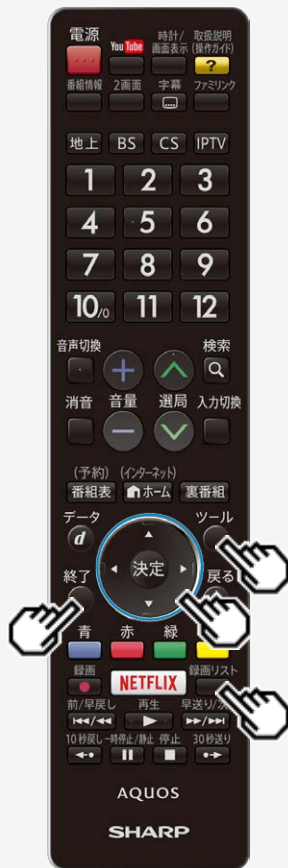 電源 You Tube 時計/画面表示 取扱説明(操作ガイド)
?
番組情報 2画面 字幕 ファミリンク
地上 BS CS IPTV
1 2 3
4 5 6
7 8 9
10/0 11 12
音声切換 検索
消音 音量 選局 入力切換
(予約) (インターネット)
番組表 ホーム 裏番組
データ ツール
d
決定
終了 戻る
青 赤 緑
録画 NETFLIX 録画リスト
前/早戻し 再生 早送り/次
10秒戻し 一時停止/静止 停止 30秒送り
AQUOS
SHARP